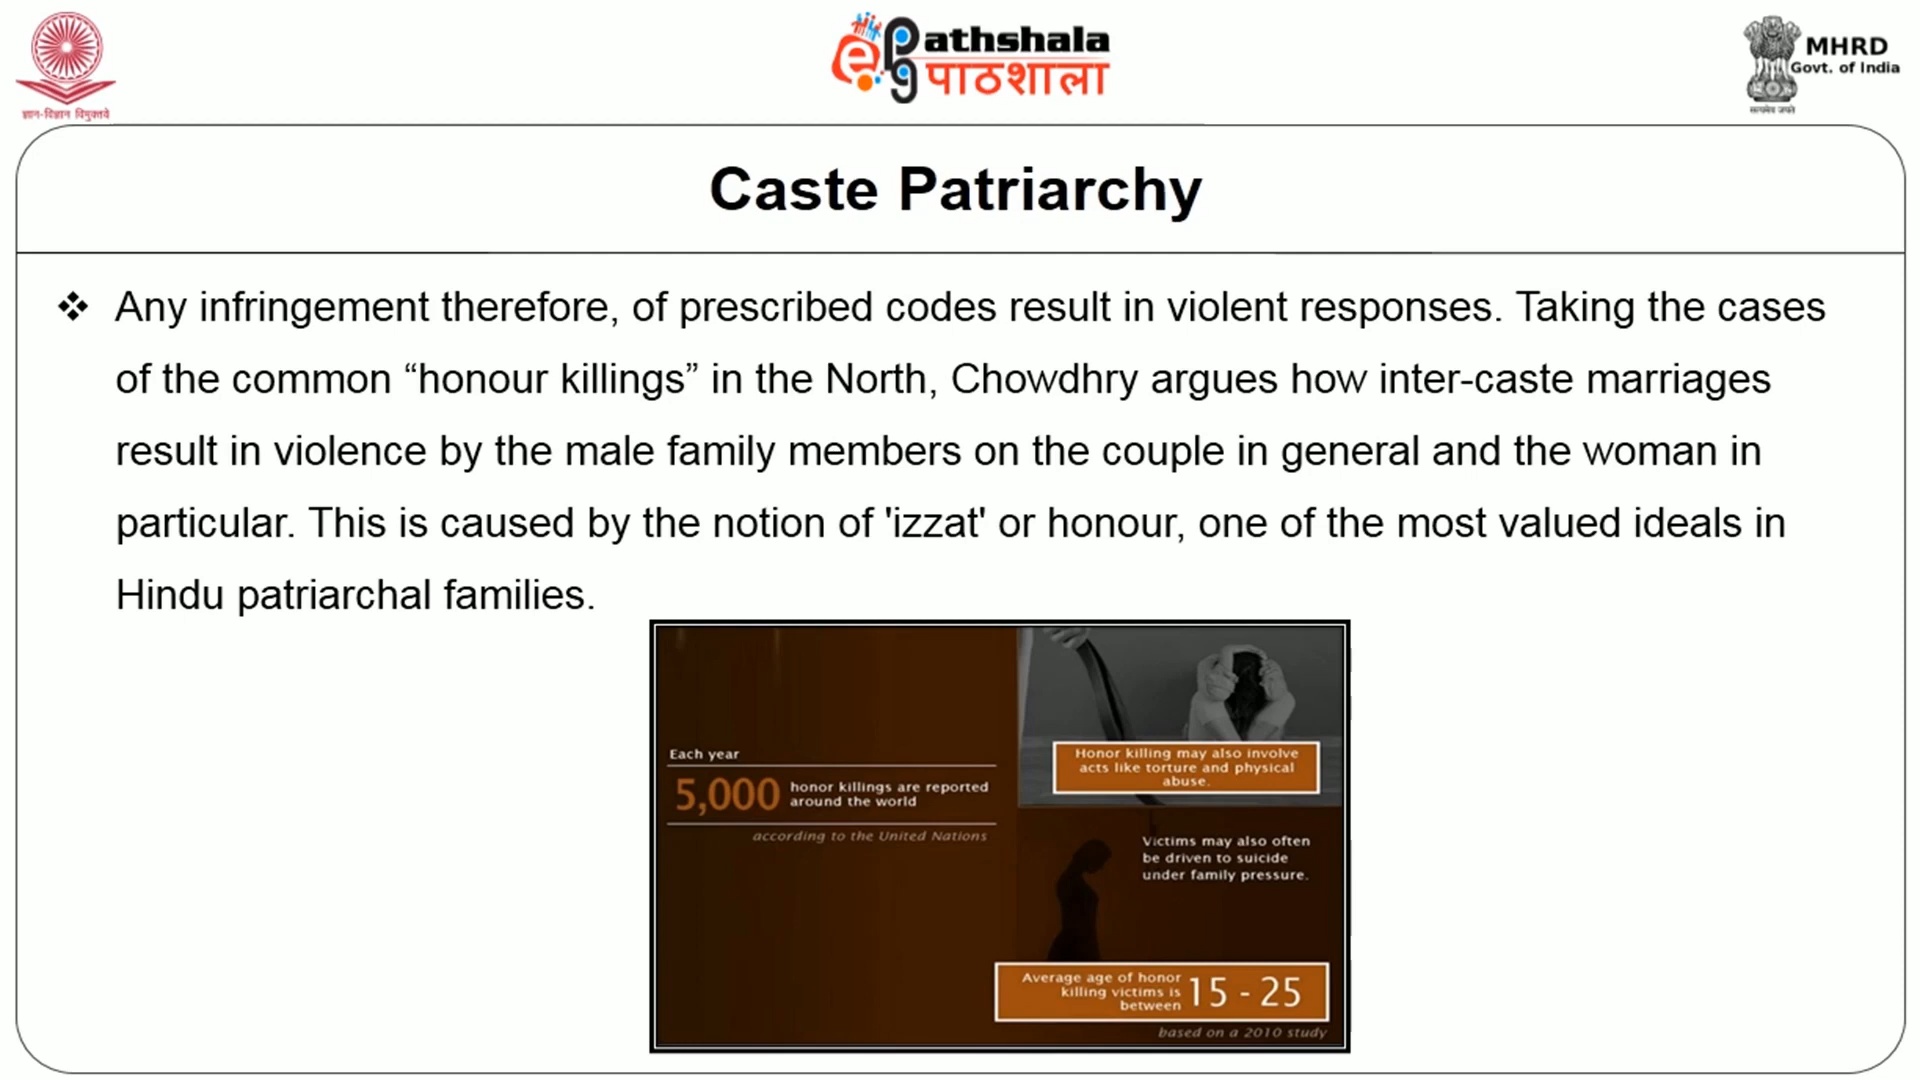 ज्ञान-विज्ञान विमुक्तये
e
pg
Pathshala
पाठशाला
MHRD
Govt. of India
सत्यमेव जयते
Caste Patriarchy
❖ Any infringement therefore, of prescribed codes result in violent responses. Taking the cases
of the common “honour killings” in the North, Chowdhry argues how inter-caste marriages
result in violence by the male family members on the couple in general and the woman in
particular. This is caused by the notion of 'izzat' or honour, one of the most valued ideals in
Hindu patriarchal families.
Each year
5,000 honor killings are reported
around the world
according to the United Nations
Honor killing may also involve
acts like torture and physical
abuse.
Victims may also often
be driven to suicide
under family pressure.
Average age of honor
killing victims is
between
15 - 25
based on a 2010 study